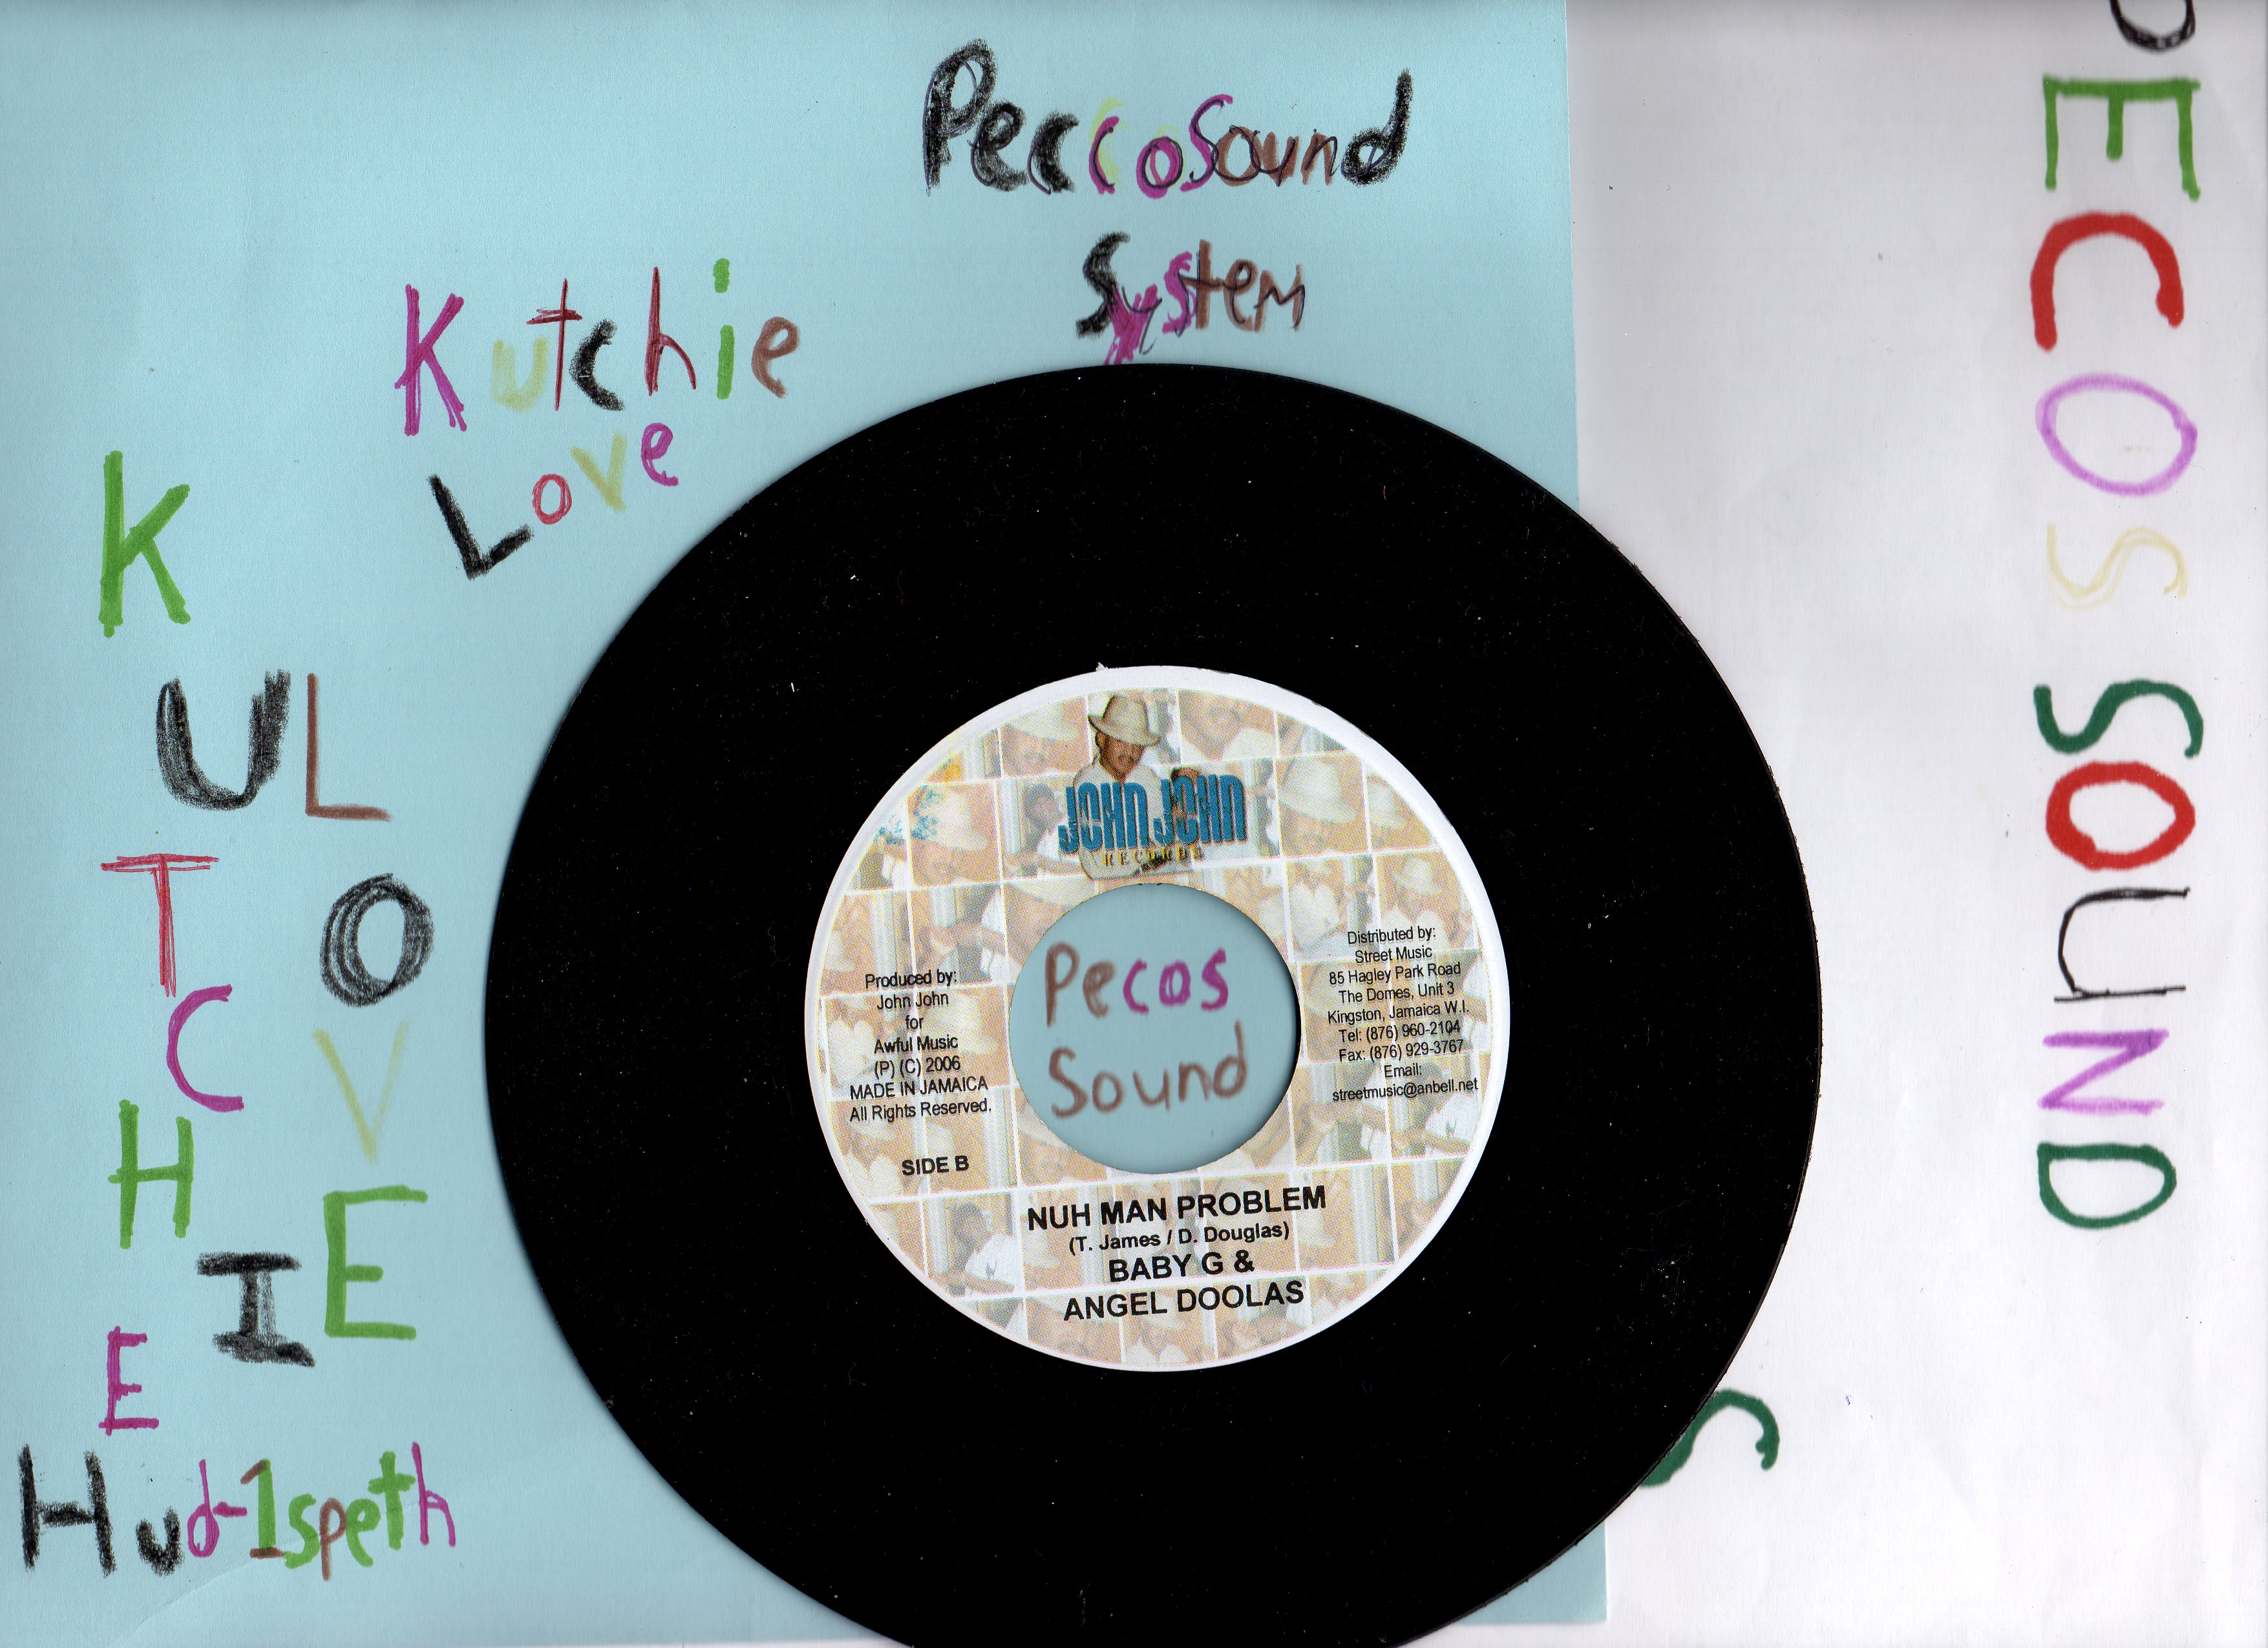 PeccoSound
System
Kutchie
Love
KUTCHIE
LOVE
Hud-1speth
PECOS SOUND
S
JOHN JOHN
RECORDS
Pecos
Sound
Produced by:
John John
for
Awful Music
(P) (C) 2006
MADE IN JAMAICA
All Rights Reserved.
SIDE B
Distributed by:
Street Music
85 Hagley Park Road
The Domes, Unit 3
Kingston, Jamaica W.I.
Tel: (876) 960-2104
Fax: (876) 929-3767
Email:
streetmusic@anbell.net
NUH MAN PROBLEM
(T. James / D. Douglas)
BABY G &
ANGEL DOOLAS